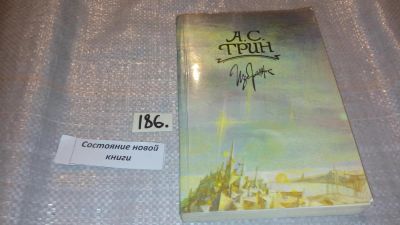 А.С.
ГРИН
186.
Состояние новой
книги